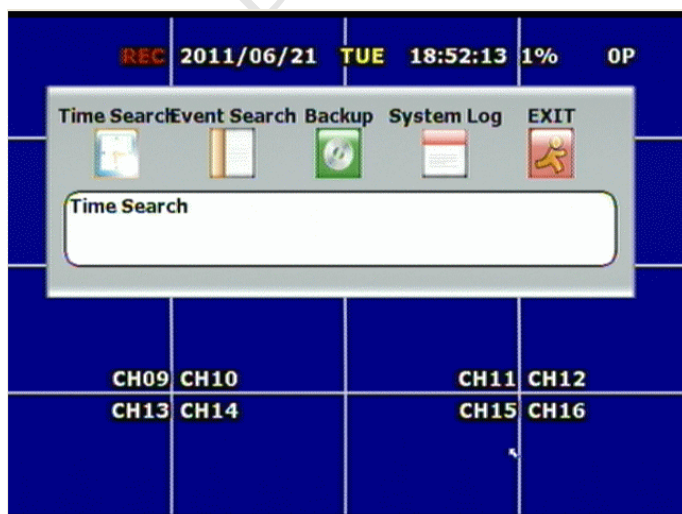 REC 2011/06/21 TUE 18:52:13 1% 0P
Time Search Event Search Backup System Log EXIT
Time Search
CH09 CH10 CH11 CH12
CH13 CH14 CH15 CH16